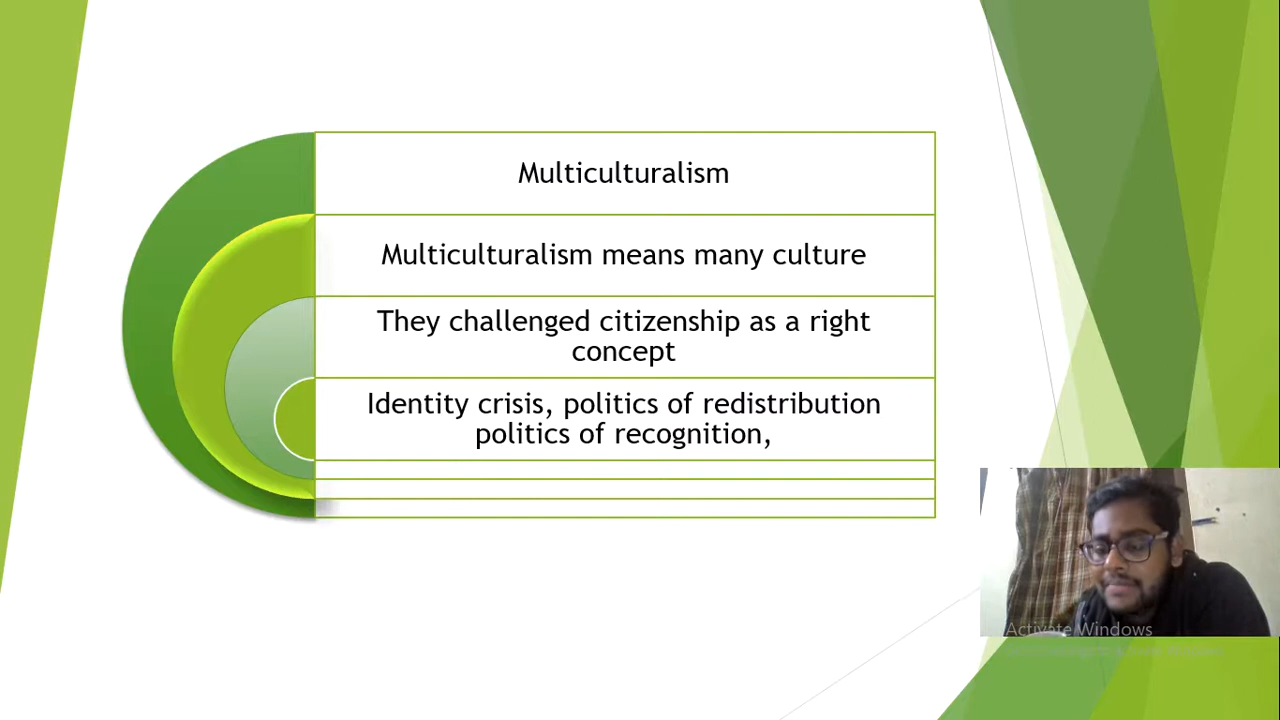 Multiculturalism
Multiculturalism means many culture
They challenged citizenship as a right
concept
Identity crisis, politics of redistribution
politics of recognition,
Activate Windows